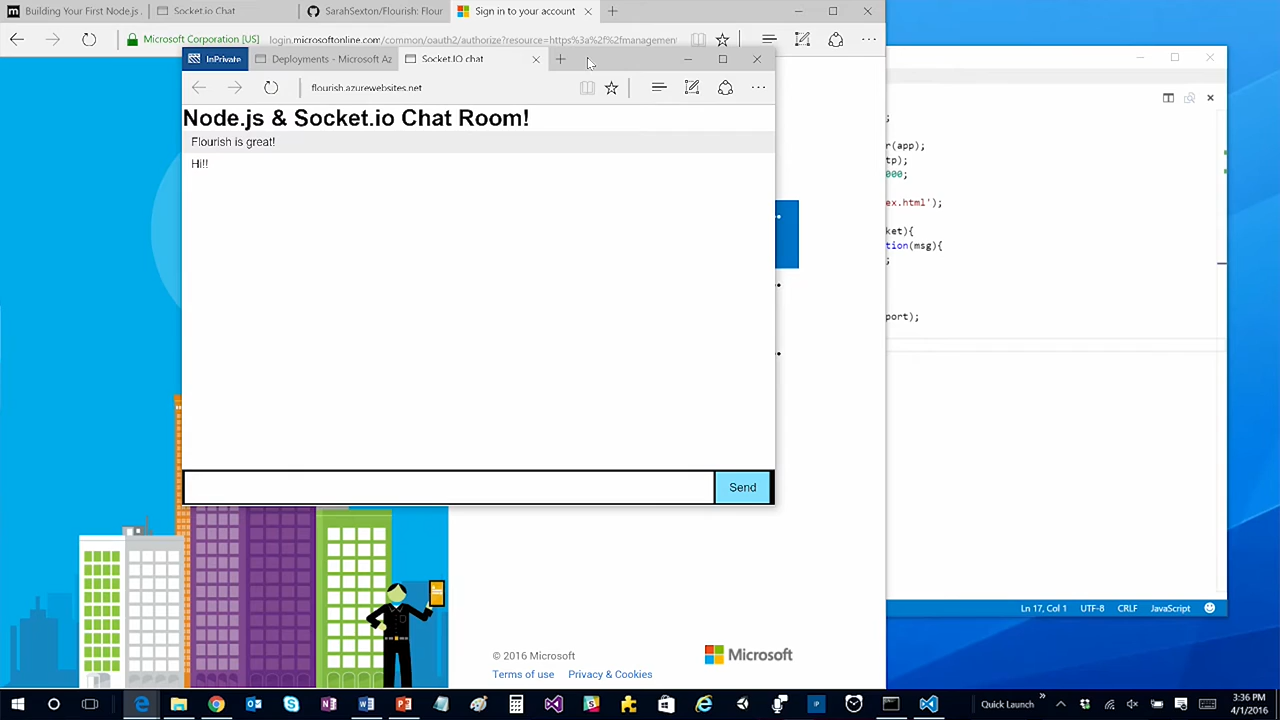 Building Your First Node.js
Socket.io Chat
SarahSexton/Flourish: Flour
Sign in to your account
Microsoft Corporation [US]
login.microsoftonline.com/common/oauth2/authorize?resource=https%3a%2f%2fmanagemen
InPrivate
Deployments - Microsoft Az
Socket.IO chat
flourish.azurewebsites.net
Node.js & Socket.io Chat Room!
Flourish is great!
Hi!!
Send
;
r(app);
tp);
000;
ex.html');
ket){
tion(msg){
;
port);
Ln 17, Col 1
UTF-8
CRLF
JavaScript
© 2016 Microsoft
Microsoft
Terms of use
Privacy & Cookies
Quick Launch
3:36 PM
4/1/2016